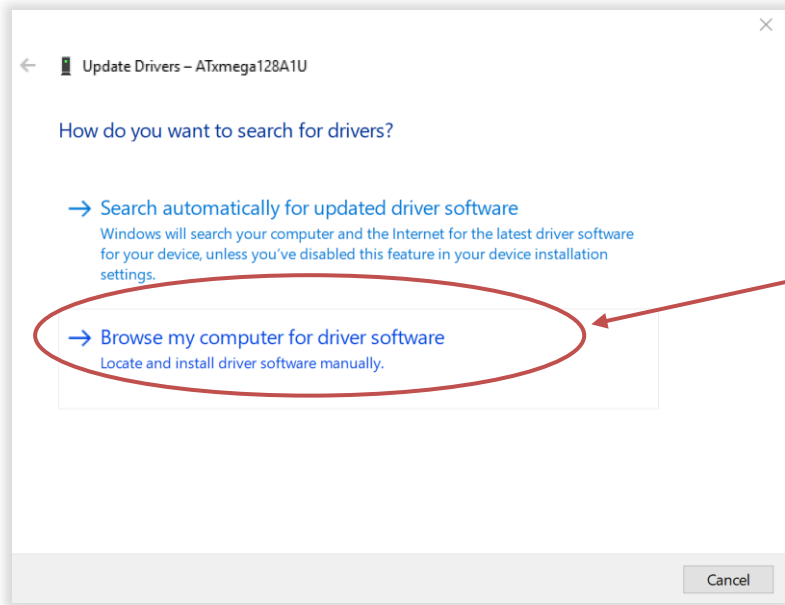 Update Drivers – ATxmega128A1U
How do you want to search for drivers?
Search automatically for updated driver software
Windows will search your computer and the Internet for the latest driver software
for your device, unless you've disabled this feature in your device installation
settings.
Browse my computer for driver software
Locate and install driver software manually.
Cancel